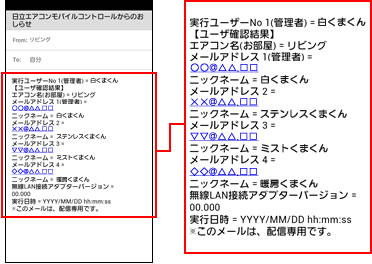 日立エアコンモバイルコントロールからのお
しらせ
From: リビング
To: 自分
実行ユーザーNo 1(管理者) = 白くまくん
【ユーザ確認結果】
エアコン名(お部屋) = リビング
メールアドレス 1(管理者) =
○○@△△.□□
ニックネーム = 白くまくん
メールアドレス 2 =
××@△△.□□
ニックネーム = ステンレスくまくん
メールアドレス 3 =
▽▽@△△.□□
ニックネーム = ミストくまくん
メールアドレス 4 =
◇◇@△△.□□
ニックネーム = 暖房くまくん
無線LAN接続アダプターバージョン =
00.000
実行日時 = YYYY/MM/DD hh:mm:ss
※このメールは、配信専用です。
実行ユーザーNo 1(管理者) = 白くまくん
【ユーザ確認結果】
エアコン名(お部屋) = リビング
メールアドレス 1(管理者) =
○○@△△.□□
ニックネーム = 白くまくん
メールアドレス 2 =
××@△△.□□
ニックネーム = ステンレスくまくん
メールアドレス 3 =
▽▽@△△.□□
ニックネーム = ミストくまくん
メールアドレス 4 =
◇◇@△△.□□
ニックネーム = 暖房くまくん
無線LAN接続アダプターバージョン =
00.000
実行日時 = YYYY/MM/DD hh:mm:ss
※このメールは、配信専用です。